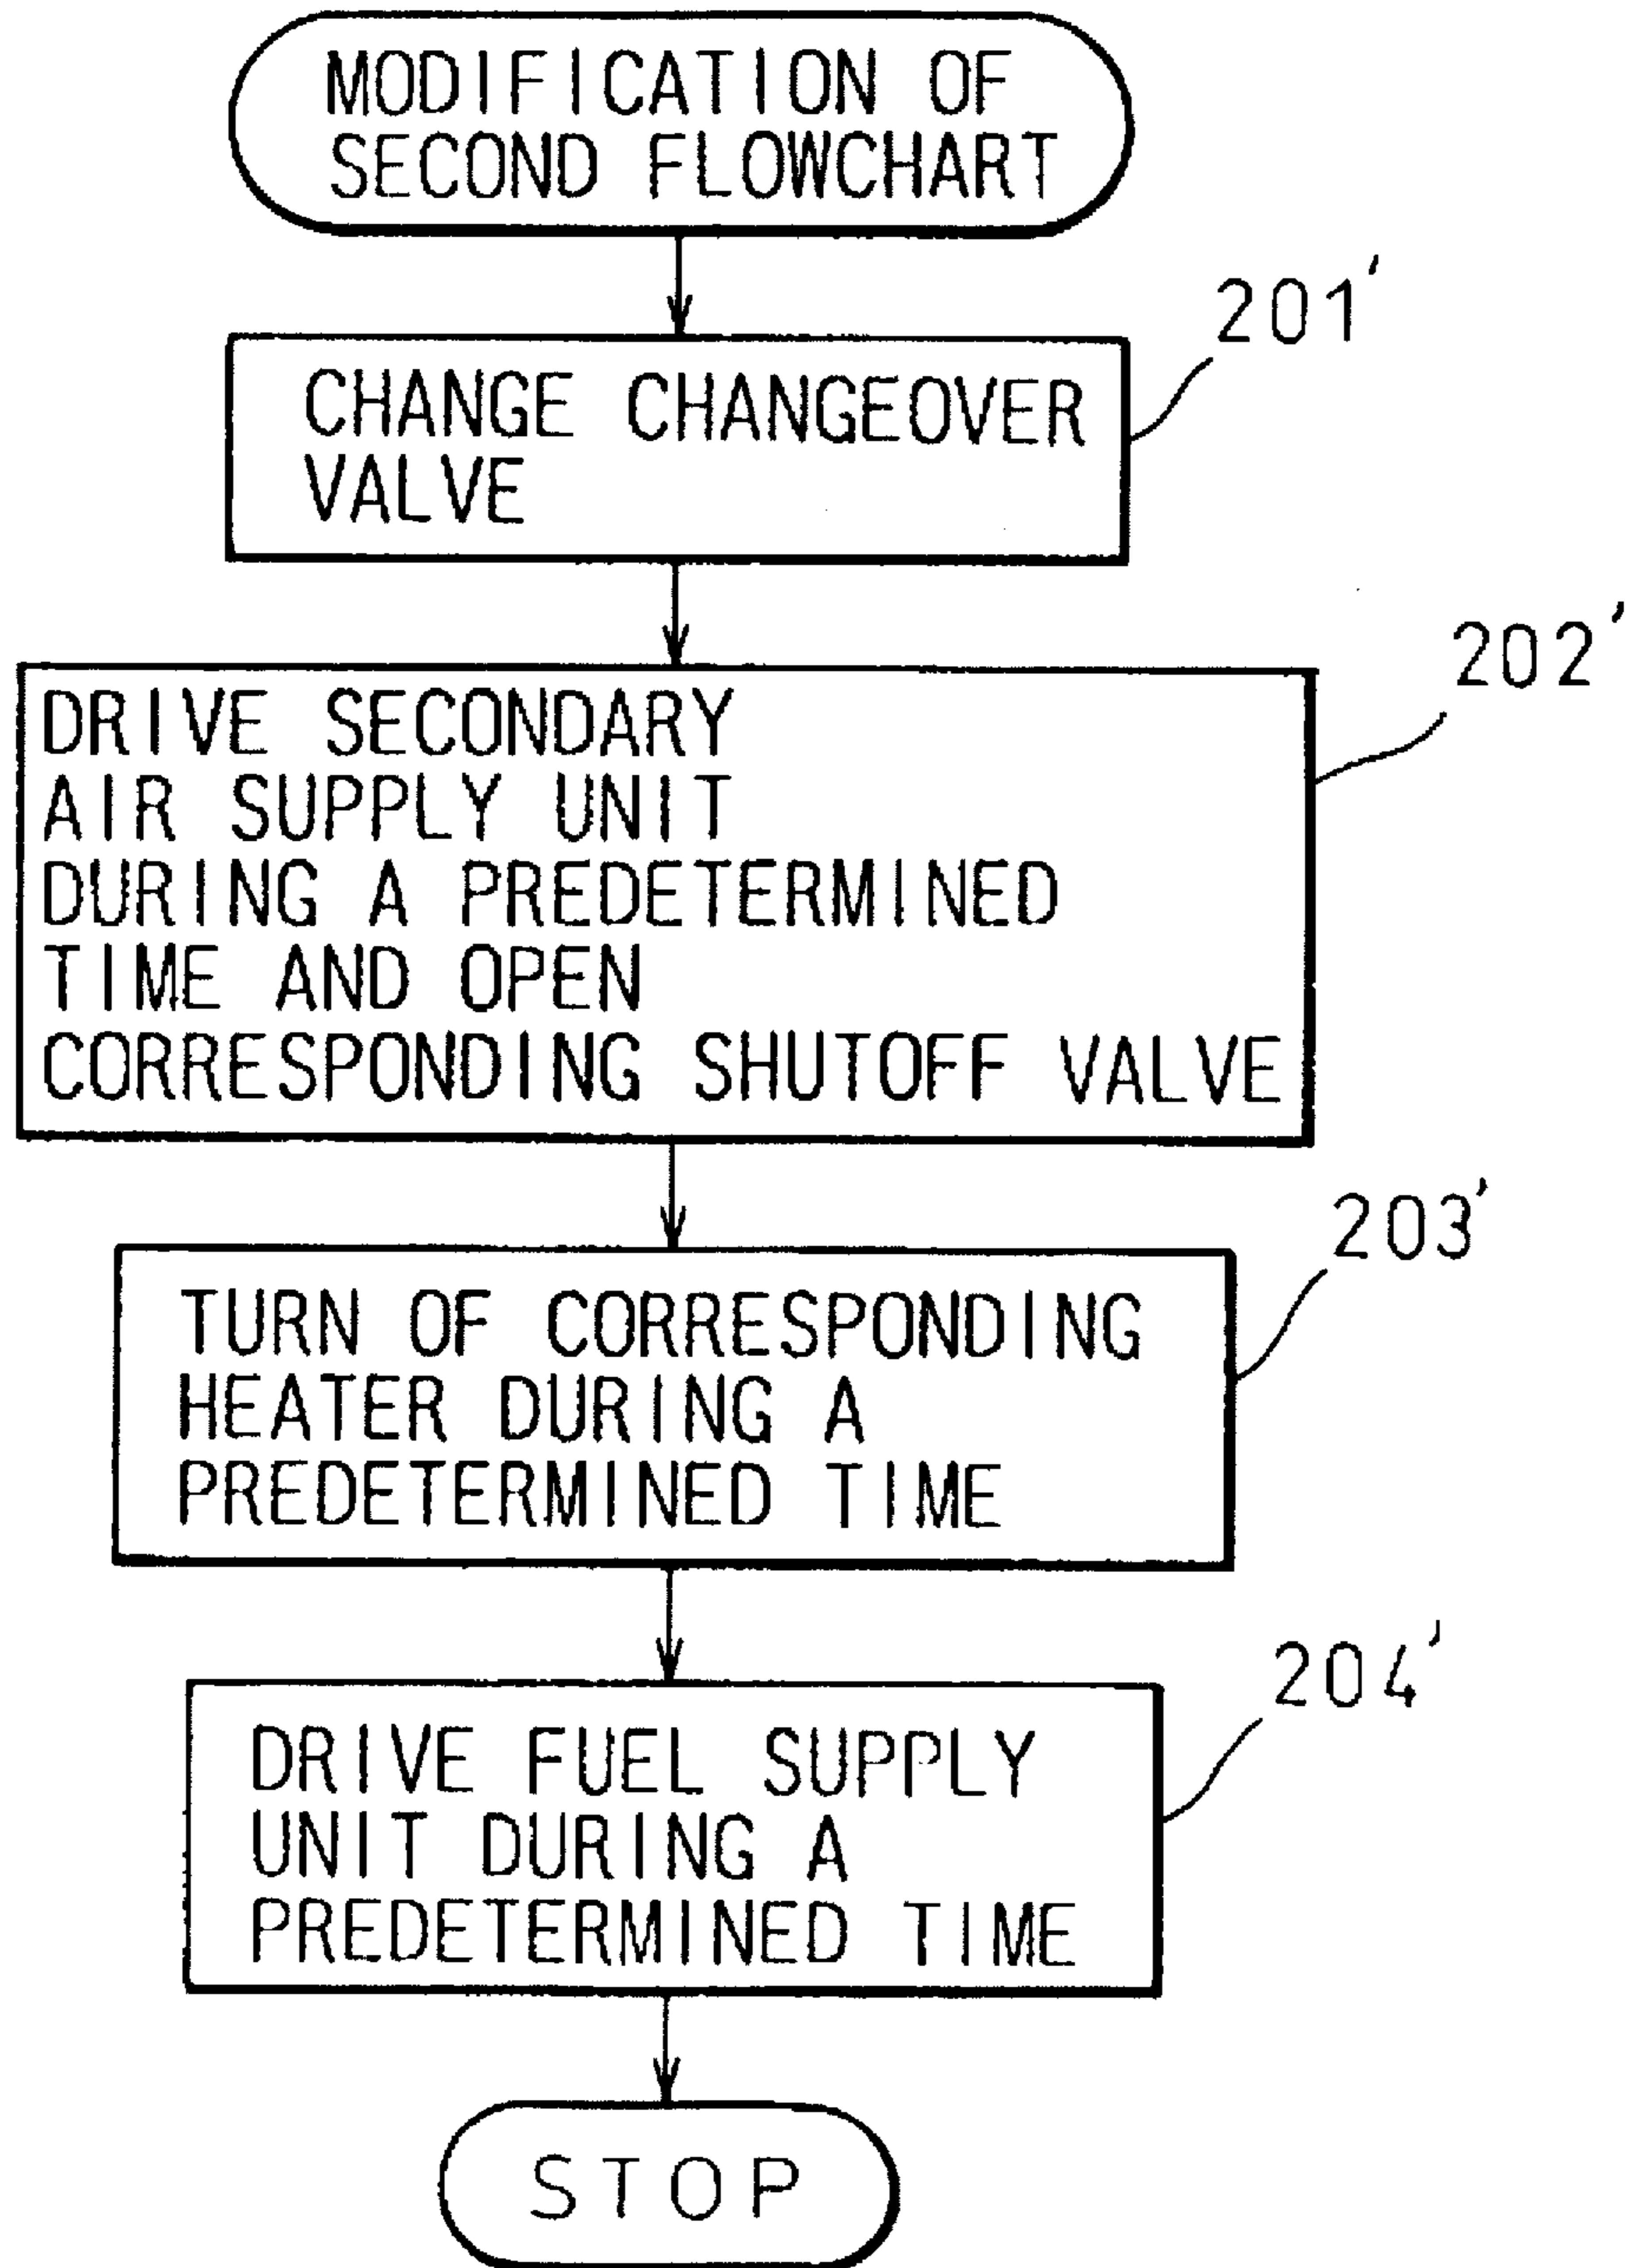 MODIFICATION OF
SECOND FLOWCHART
201'
CHANGE CHANGEOVER
VALVE
202'
DRIVE SECONDARY
AIR SUPPLY UNIT
DURING A PREDETERMINED
TIME AND OPEN
CORRESPONDING SHUTOFF VALVE
203'
TURN OF CORRESPONDING
HEATER DURING A
PREDETERMINED TIME
204'
DRIVE FUEL SUPPLY
UNIT DURING A
PREDETERMINED TIME
STOP